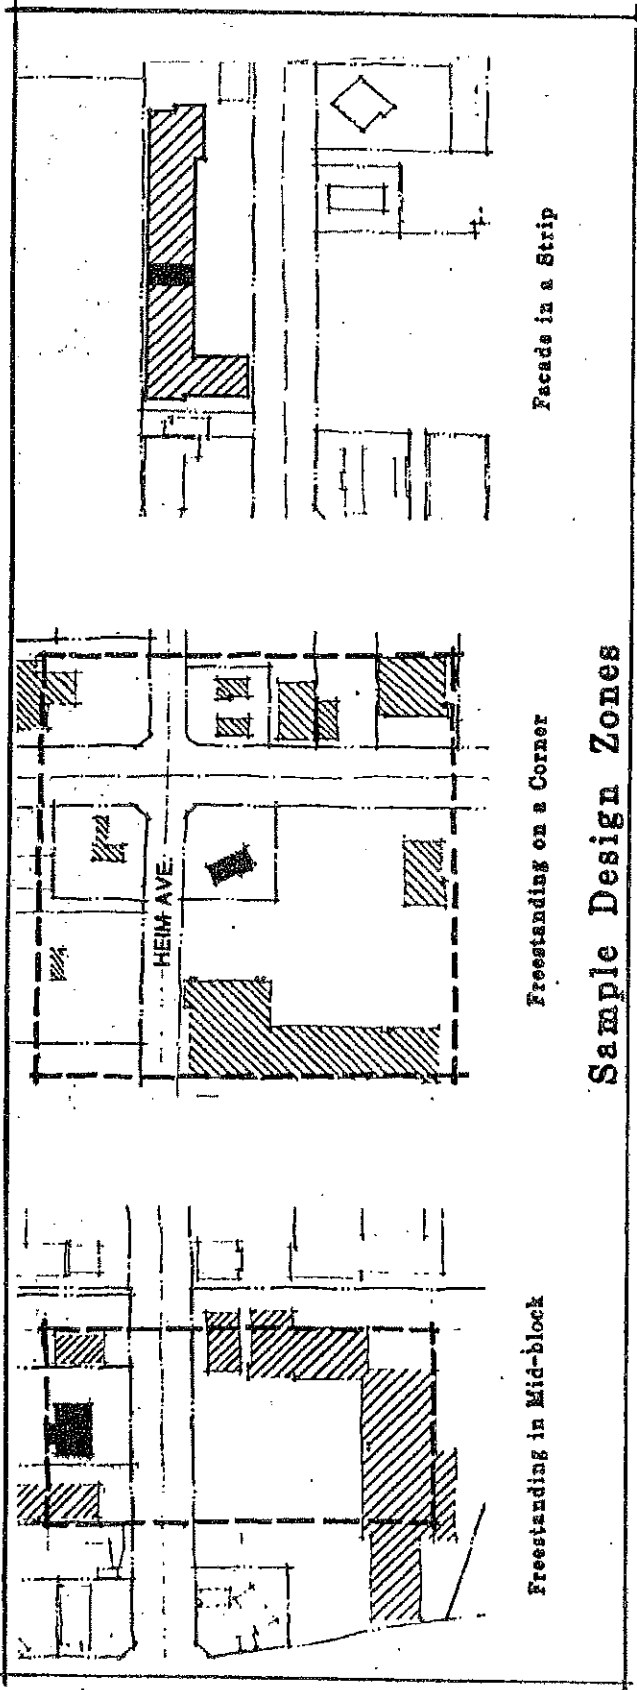 Freestanding in Mid-block
HEIM AVE.
Freestanding on a Corner
Facade in a Strip
Sample Design Zones